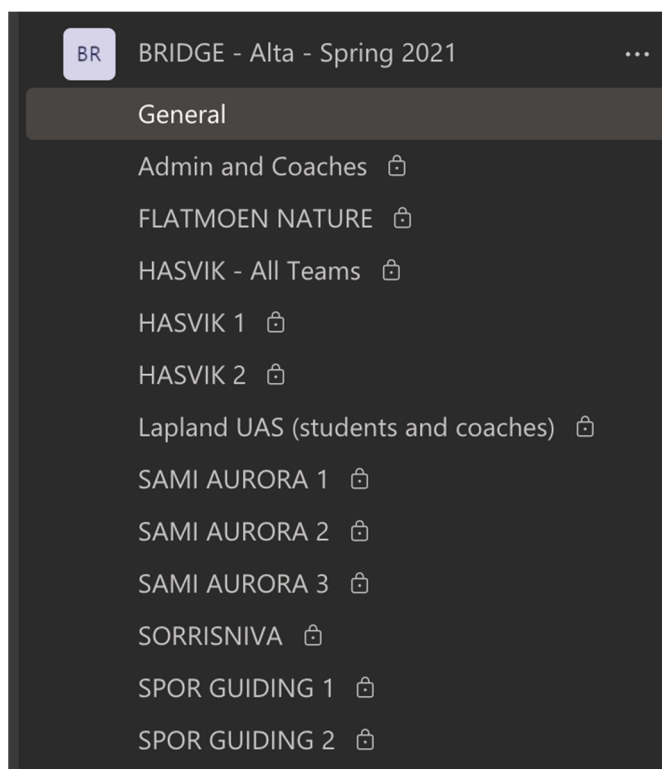 BR BRIDGE - Alta - Spring 2021
General
Admin and Coaches
FLATMOEN NATURE
HASVIK - All Teams
HASVIK 1
HASVIK 2
Lapland UAS (students and coaches)
SAMI AURORA 1
SAMI AURORA 2
SAMI AURORA 3
SORRISNIVA
SPOR GUIDING 1
SPOR GUIDING 2